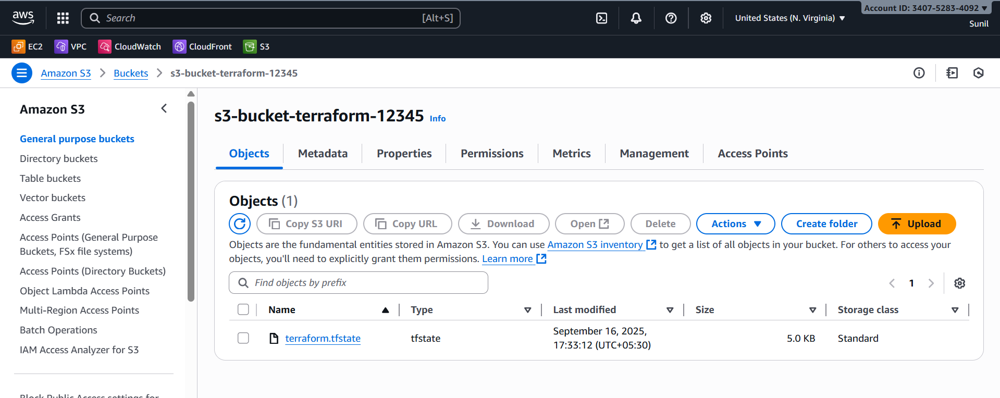 aws
Search
[Alt+S]
United States (N. Virginia)
Account ID: 3407-5283-4092
Sunil
EC2
VPC
CloudWatch
CloudFront
S3
Amazon S3
Buckets
s3-bucket-terraform-12345
Amazon S3
General purpose buckets
Directory buckets
Table buckets
Vector buckets
Access Grants
Access Points (General Purpose
Buckets, FSx file systems)
Access Points (Directory Buckets)
Object Lambda Access Points
Multi-Region Access Points
Batch Operations
IAM Access Analyzer for S3
Block Public Access settings for
s3-bucket-terraform-12345 Info
Objects
Metadata
Properties
Permissions
Metrics
Management
Access Points
Objects (1)
Copy S3 URI
Copy URL
Download
Open
Delete
Actions
Create folder
Upload
Objects are the fundamental entities stored in Amazon S3. You can use Amazon S3 inventory to get a list of all objects in your bucket. For others to access your
objects, you'll need to explicitly grant them permissions. Learn more
Find objects by prefix
1
Name
Type
Last modified
Size
Storage class
terraform.tfstate
tfstate
September 16, 2025,
17:33:12 (UTC+05:30)
5.0 KB
Standard